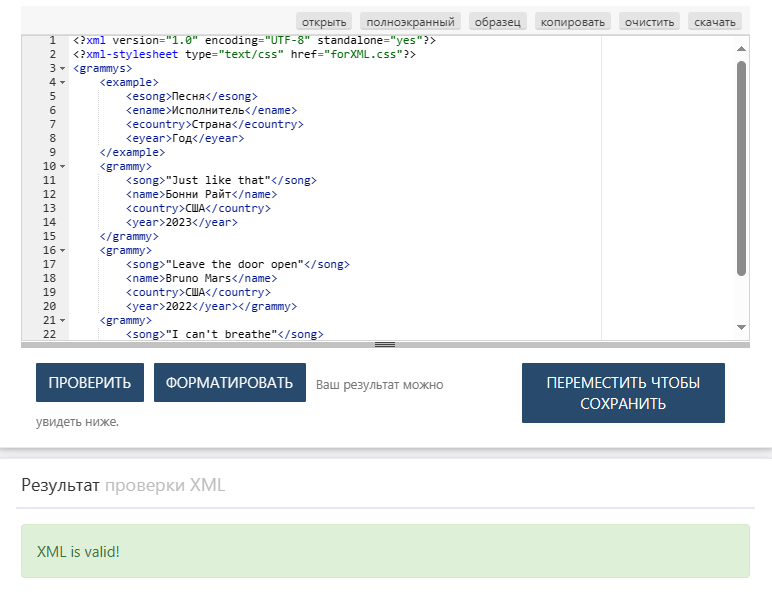 открыть полноэкранный образец копировать очистить скачать
1 <?xml version="1.0" encoding="UTF-8" standalone="yes"?>
2 <?xml-stylesheet type="text/css" href="forXML.css"?>
3 <grammys>
4 <example>
5 <esong>Песня</esong>
6 <ename>Исполнитель</ename>
7 <ecountry>Страна</ecountry>
8 <eyear>Год</eyear>
9 </example>
10 <grammy>
11 <song>"Just like that"</song>
12 <name>Бонни Райт</name>
13 <country>США</country>
14 <year>2023</year>
15 </grammy>
16 <grammy>
17 <song>"Leave the door open"</song>
18 <name>Bruno Mars</name>
19 <country>США</country>
20 <year>2022</year></grammy>
21 <grammy>
22 <song>"I can't breathe"</song>
ПРОВЕРИТЬ ФОРМАТИРОВАТЬ Ваш результат можно
увидеть ниже.
ПЕРЕМЕСТИТЬ ЧТОБЫ
СОХРАНИТЬ
Результат проверки XML
XML is valid!